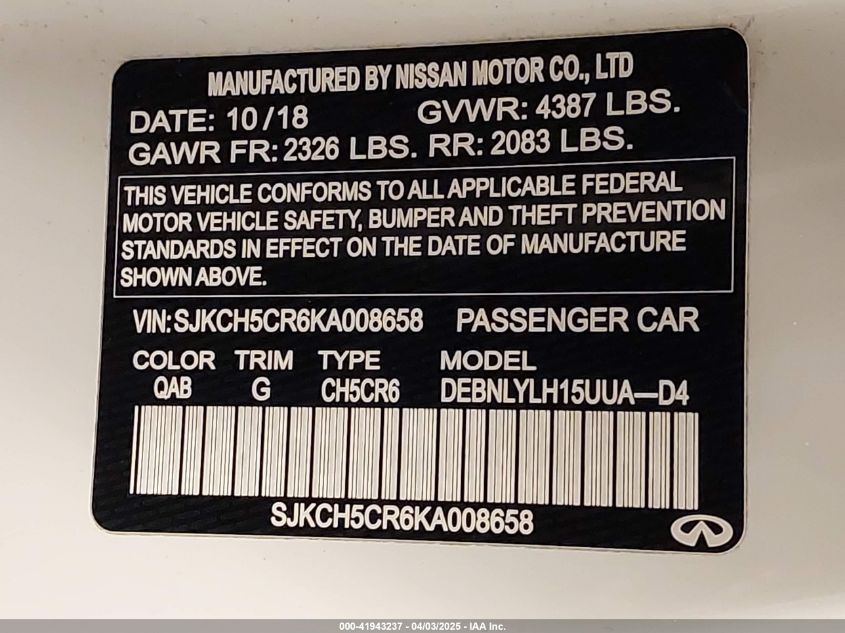 MANUFACTURED BY NISSAN MOTOR CO., LTD
DATE: 10/18 GVWR: 4387 LBS.
GAWR FR: 2326 LBS. RR: 2083 LBS.
THIS VEHICLE CONFORMS TO ALL APPLICABLE FEDERAL
MOTOR VEHICLE SAFETY, BUMPER AND THEFT PREVENTION
STANDARDS IN EFFECT ON THE DATE OF MANUFACTURE
SHOWN ABOVE.
VIN: SJKCH5CR6KA008658 PASSENGER CAR
COLOR TRIM TYPE MODEL
QAB G CH5CR6 DEBNLYLH15UUA—D4
SJKCH5CR6KA008658
000-41943237 - 04/03/2025 - IAA Inc.